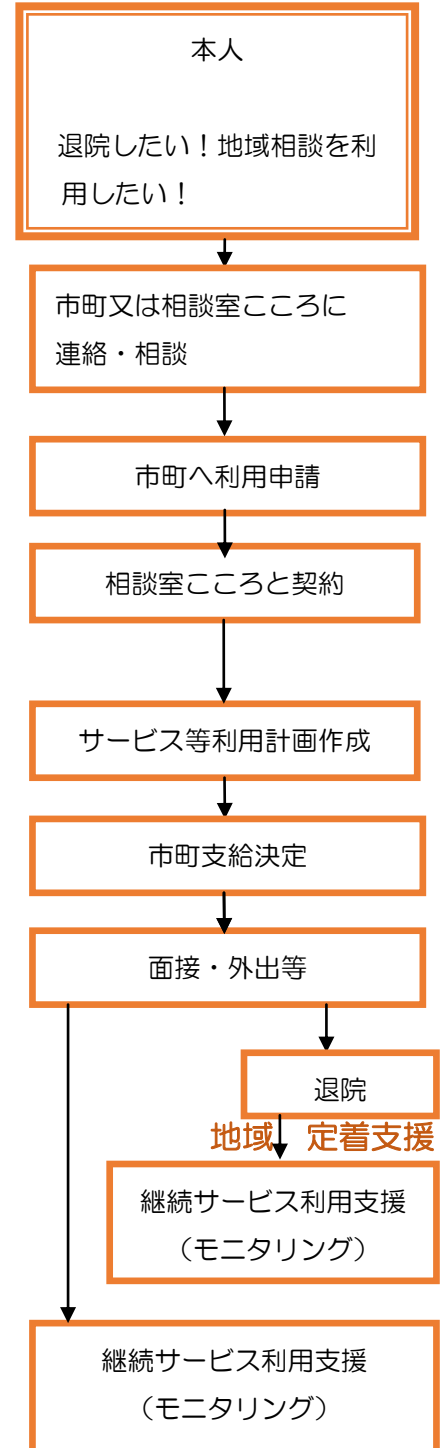 本人
退院したい！地域相談を利
用したい！
市町又は相談室こころに
連絡・相談
市町へ利用申請
相談室こころと契約
サービス等利用計画作成
市町支給決定
面接・外出等
退院
地域　定着支援
継続サービス利用支援
（モニタリング）
継続サービス利用支援
（モニタリング）